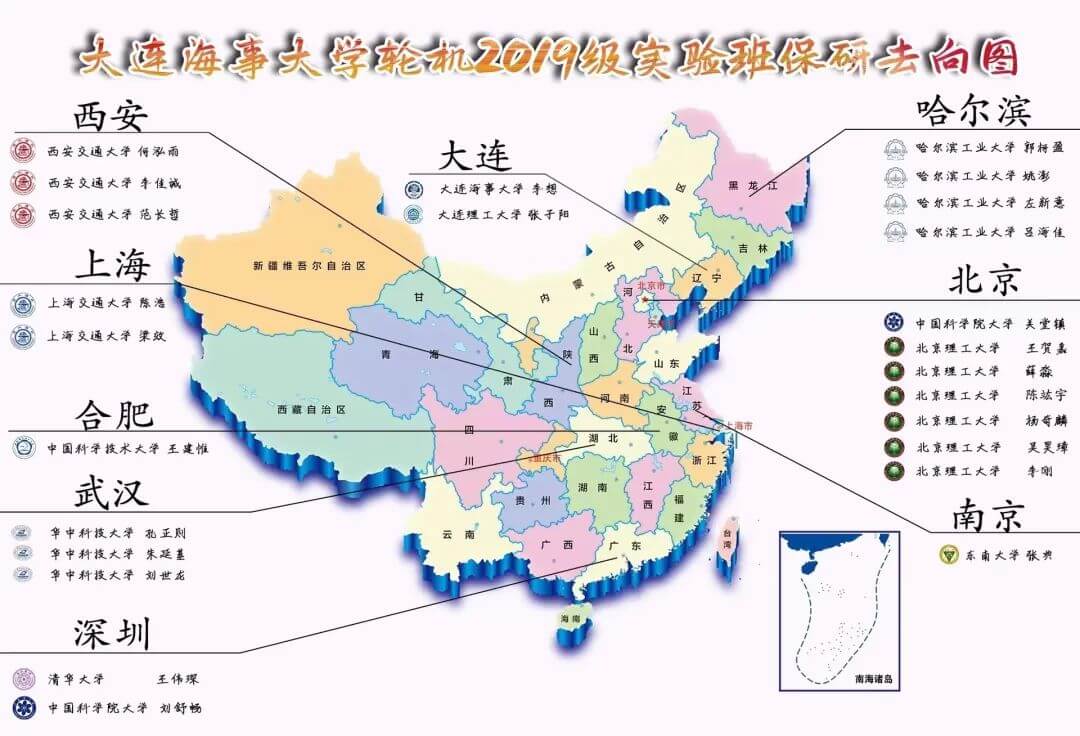 大连海事大学轮机2019级实验班保研去向图
西安
西安交通大学 何泓雨
西安交通大学 李佳诚
西安交通大学 范长哲
大连
大连海事大学 李想
大连理工大学 张子阳
哈尔滨
哈尔滨工业大学 郭梅盈
哈尔滨工业大学 姚澎
哈尔滨工业大学 左新意
哈尔滨工业大学 吕海佳
上海
上海交通大学 陈浩
上海交通大学 梁效
北京
中国科学院大学 关堂镇
北京理工大学 王贺嘉
北京理工大学 薛淼
北京理工大学 陈竑宇
北京理工大学 杨奇麟
北京理工大学 吴昊璋
北京理工大学 李刚
合肥
中国科学技术大学 王建惟
武汉
华中科技大学 孙正则
华中科技大学 朱延基
华中科技大学 刘世龙
南京
东南大学 张典
深圳
清华大学 王伟琛
中国科学院大学 刘舒畅
黑龙江
吉林
辽宁
内蒙古自治区
新疆维吾尔自治区
甘肃
青海
西藏自治区
北京市
河北
山西
陕西
山东
河南
江苏
安徽
上海市
四川
重庆市
湖北
浙江
湖南
江西
福建
贵州
云南
广西
广东
台湾
海南
南海诸岛